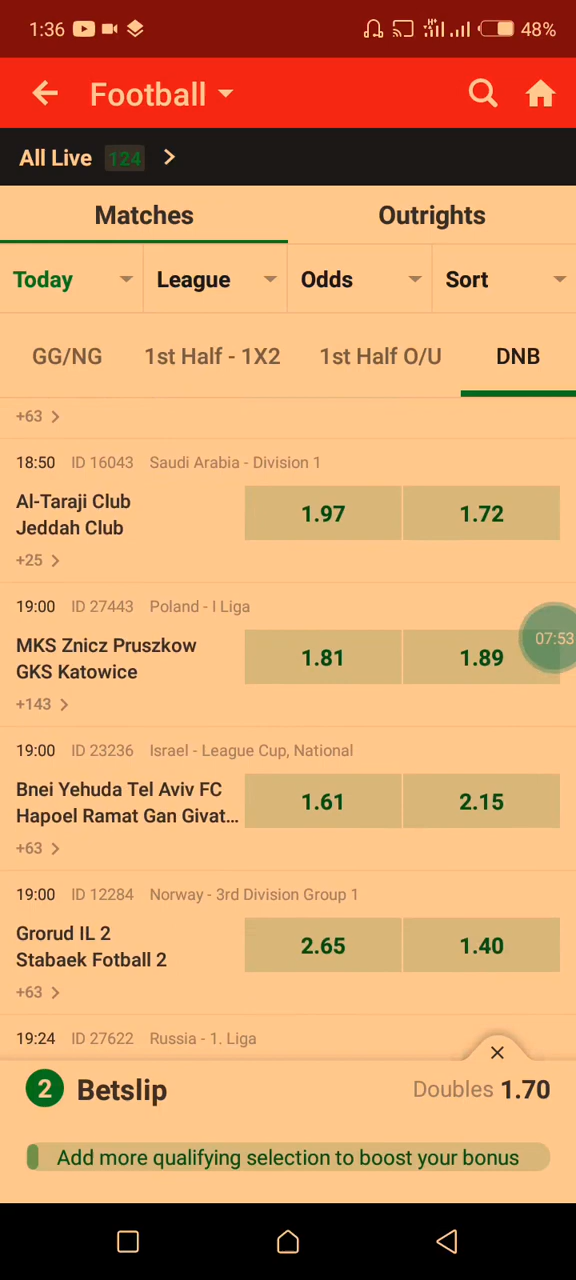 1:36
48%
Football
All Live 124
Matches Outrights
Today League Odds Sort
GG/NG 1st Half - 1X2 1st Half O/U DNB
+63
18:50 ID 16043 Saudi Arabia - Division 1
Al-Taraji Club
Jeddah Club
1.97 1.72
+25
19:00 ID 27443 Poland - I Liga
MKS Znicz Pruszkow
GKS Katowice
1.81 1.89
07:53
+143
19:00 ID 23236 Israel - League Cup, National
Bnei Yehuda Tel Aviv FC
Hapoel Ramat Gan Givat...
1.61 2.15
+63
19:00 ID 12284 Norway - 3rd Division Group 1
Grorud IL 2
Stabaek Fotball 2
2.65 1.40
+63
19:24 ID 27622 Russia - 1. Liga
2 Betslip Doubles 1.70
Add more qualifying selection to boost your bonus